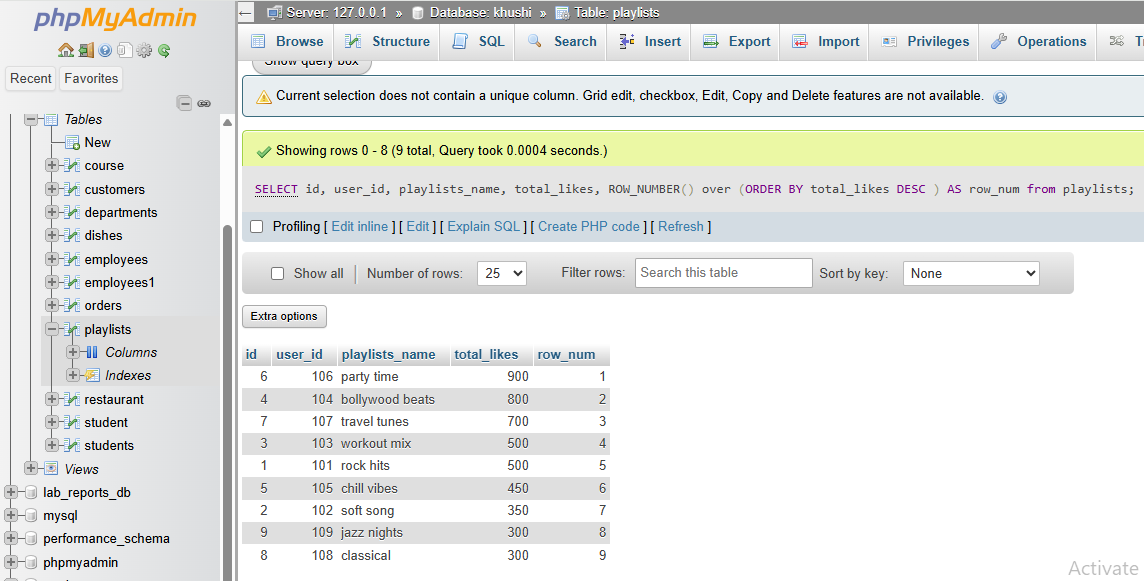 phpMyAdmin
Recent Favorites
Tables
New
course
customers
departments
dishes
employees
employees1
orders
playlists
Columns
Indexes
restaurant
student
students
Views
lab_reports_db
mysql
performance_schema
phpmyadmin
Server: 127.0.0.1 » Database: khushi » Table: playlists
Browse Structure SQL Search Insert Export Import Privileges Operations
Show query box
Current selection does not contain a unique column. Grid edit, checkbox, Edit, Copy and Delete features are not available.
Showing rows 0 - 8 (9 total, Query took 0.0004 seconds.)
SELECT id, user_id, playlists_name, total_likes, ROW_NUMBER() over (ORDER BY total_likes DESC ) AS row_num from playlists;
Profiling [ Edit inline ] [ Edit ] [ Explain SQL ] [ Create PHP code ] [ Refresh ]
Show all | Number of rows: 25 Filter rows: Search this table Sort by key: None
Extra options
id user_id playlists_name total_likes row_num
6 106 party time 900 1
4 104 bollywood beats 800 2
7 107 travel tunes 700 3
3 103 workout mix 500 4
1 101 rock hits 500 5
5 105 chill vibes 450 6
2 102 soft song 350 7
9 109 jazz nights 300 8
8 108 classical 300 9
Activate